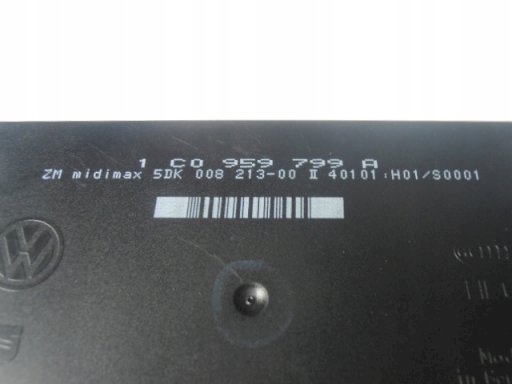 1 C0 959 799 A
ZM midimax 5DK 008 213-00 II 40101:H01/S0001